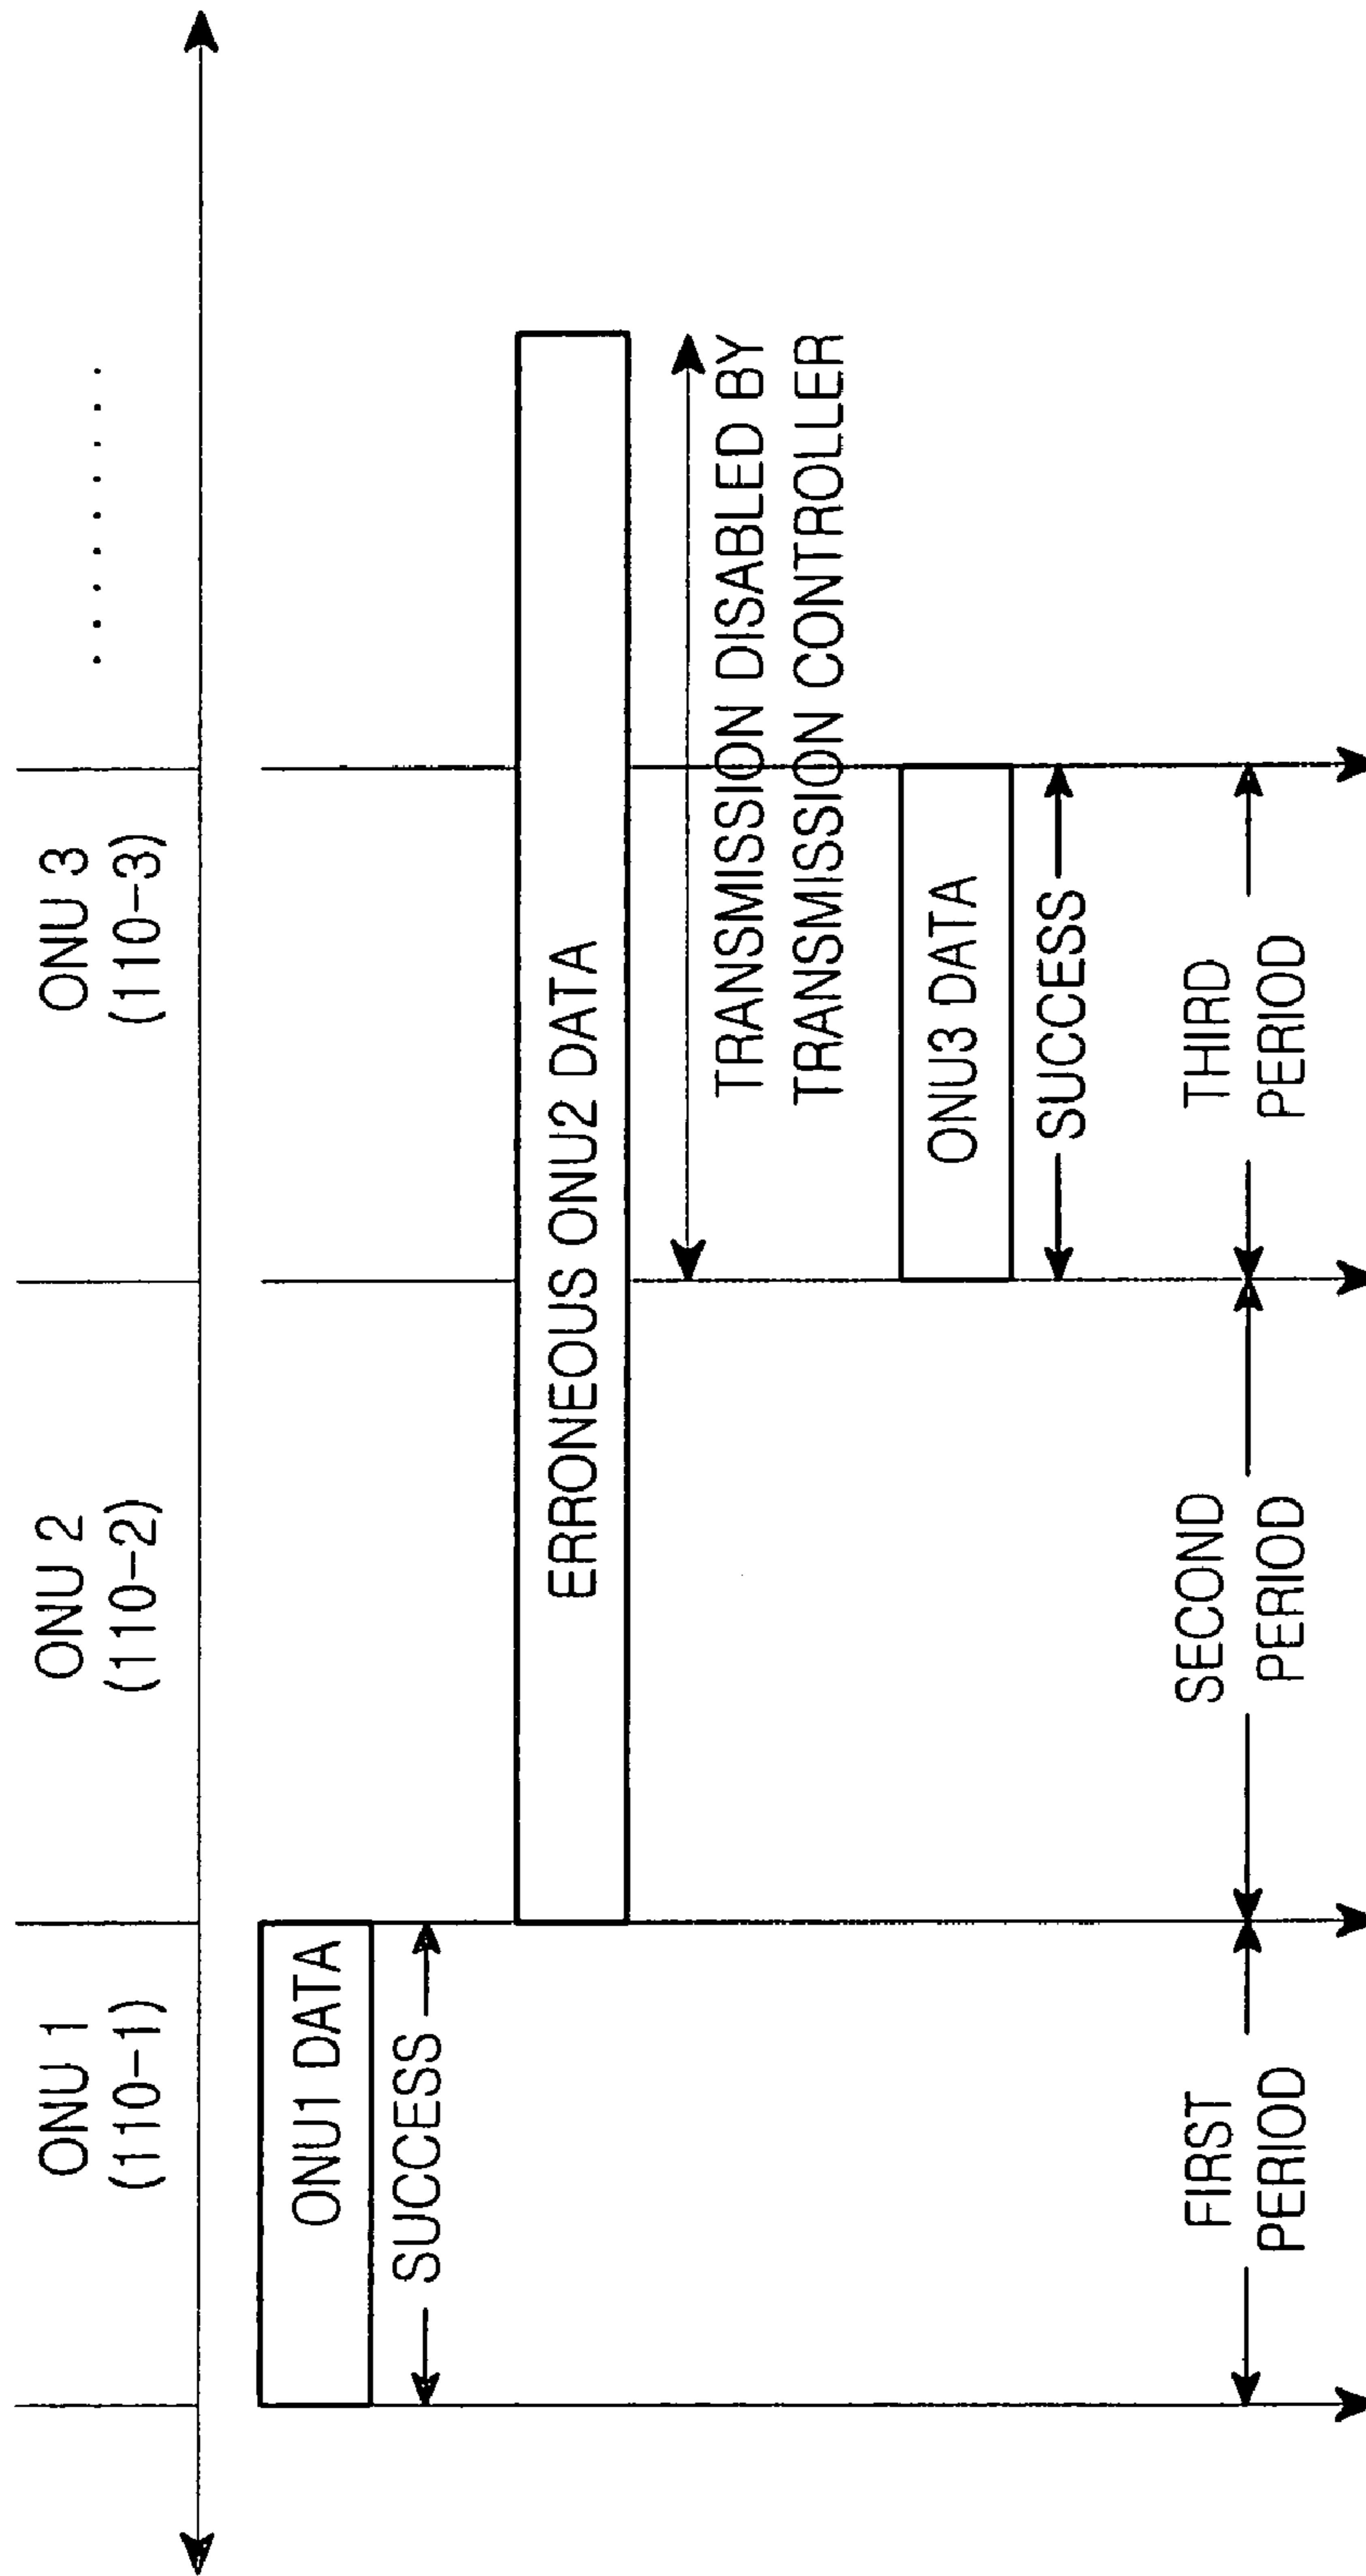 ONU 1
(110-1)
ONU 2
(110-2)
ONU 3
(110-3)
.........
ONU1 DATA
SUCCESS
ERRONEOUS ONU2 DATA
TRANSMISSION DISABLED BY
TRANSMISSION CONTROLLER
ONU3 DATA
SUCCESS
FIRST
PERIOD
SECOND
PERIOD
THIRD
PERIOD